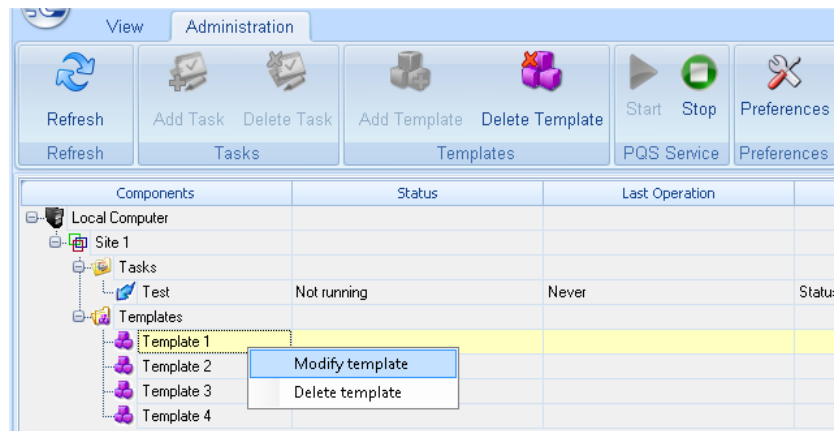 View Administration
Refresh Add Task Delete Task Add Template Delete Template Start Stop Preferences
Refresh Tasks Templates PQS Service Preferences
Components Status Last Operation
Local Computer
Site 1
Tasks
Test Not running Never Statu
Templates
Template 1
Template 2 Modify template
Template 3 Delete template
Template 4